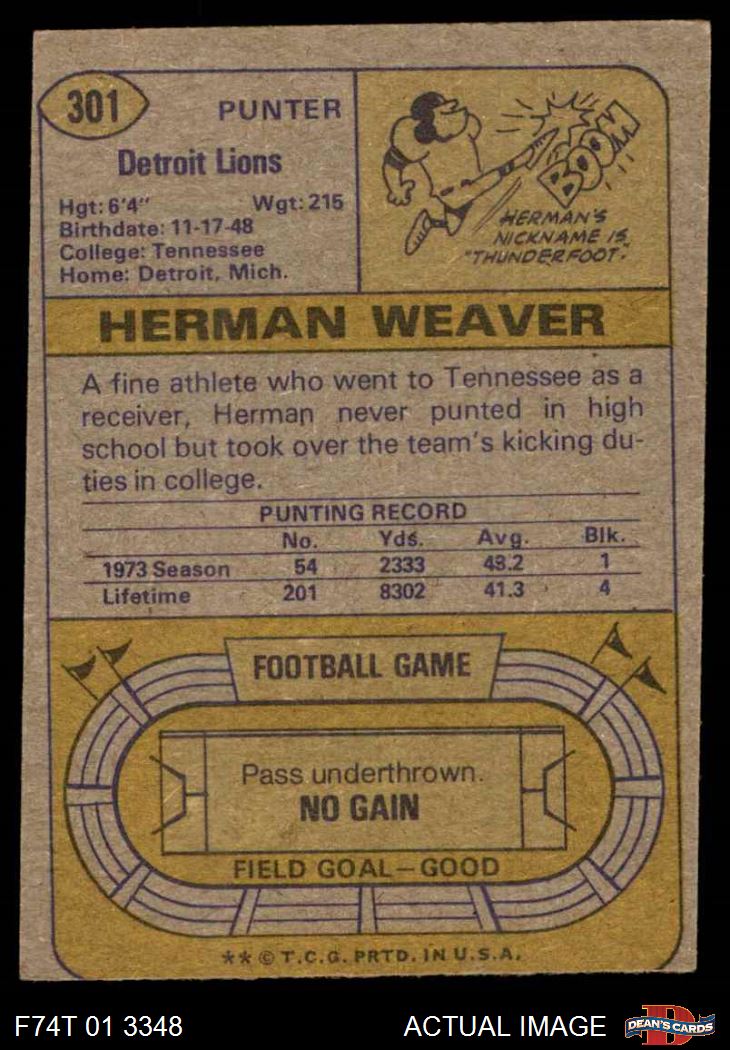 301
PUNTER
Detroit Lions
Hgt: 6'4" Wgt: 215
Birthdate: 11-17-48
College: Tennessee
Home: Detroit, Mich.
BOOM
HERMAN'S
NICKNAME IS
"THUNDERFOOT."
HERMAN WEAVER
A fine athlete who went to Tennessee as a
receiver, Herman never punted in high
school but took over the team's kicking du-
ties in college.
PUNTING RECORD
No. Yds. Avg. Blk.
1973 Season 54 2333 43.2 1
Lifetime 201 8302 41.3 4
FOOTBALL GAME
Pass underthrown.
NO GAIN
FIELD GOAL—GOOD
** © T.C.G. PRTD. IN U.S.A.
F74T 01 3348 ACTUAL IMAGE
D
DEAN'S CARDS